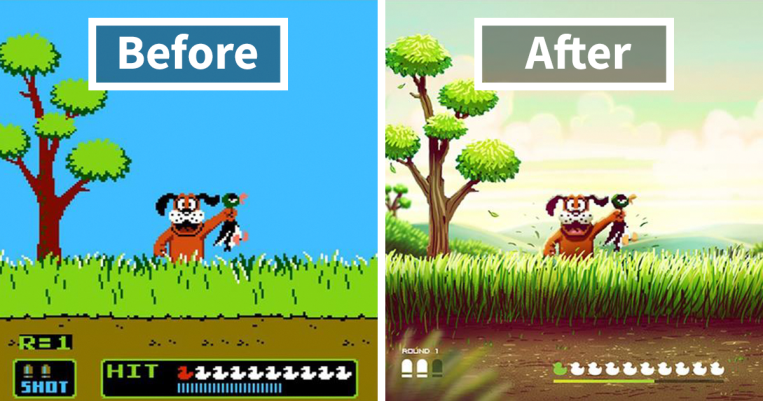 Before
After
R=1
SHOT
HIT
ROUND 1